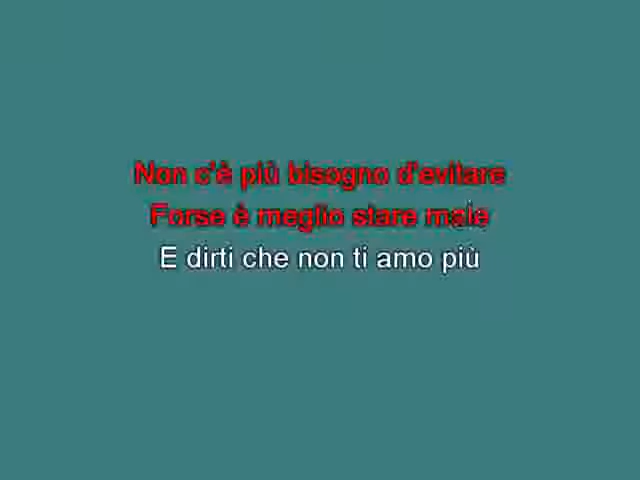 Non c'è più bisogno d'evitare
Forse è meglio stare male
E dirti che non ti amo più